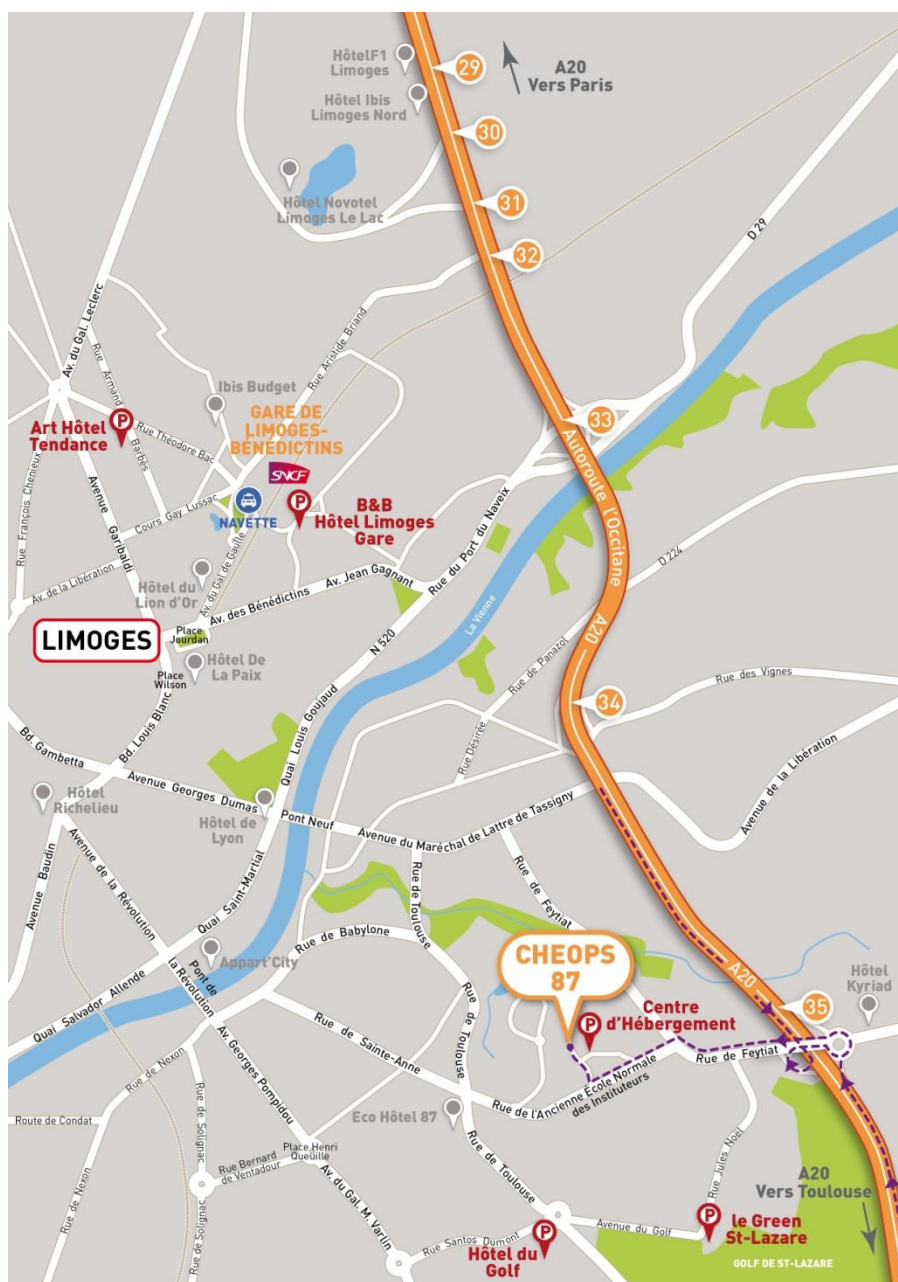 HôtelF1
Limoges
29
A20
Vers Paris
Hôtel Ibis
Limoges Nord
30
31
Hôtel Novotel
Limoges Le Lac
32
D 29
Av. du Gal. Leclerc
Rue Aristide Briand
Rue Armand
Barbès
Ibis Budget
GARE DE
LIMOGES-
BÉNÉDICTINS
33
P
Art Hôtel
Tendance
Rue Théodore Bac
SNCF
Autoroute l'Occitane
Rue François Chenieux
Avenue Garibaldi
Cours Gay Lussac
NAVETTE
P
B&B
Hôtel Limoges
Gare
Rue du Port du Naveix
D 224
Av. de la Libération
Hôtel du
Lion d'Or
Av. du Gal de Gaulle
Av. Jean Gagnant
Av. des Bénédictins
La Vienne
A20
LIMOGES
Place
Jourdan
N 520
Rue de Panazol
Hôtel De
La Paix
Place
Wilson
Rue des Vignes
34
Bd. Louis Blanc
Quai Louis Goujaud
Rue Désirée
Bd. Gambetta
Avenue Georges Dumas
Avenue de la Libération
Hôtel
Richelieu
Hôtel de
Lyon
Pont Neuf
Avenue du Maréchal de Lattre de Tassigny
Avenue Baudin
Avenue de la Révolution
Quai Saint-Martial
Rue de Toulouse
Rue de Feytiat
Rue de Babylone
Appart'City
CHEOPS
87
A20
Hôtel
Kyriad
Quai Salvador Allende
Pont de
la Révolution
35
P
Centre
d'Hébergement
Rue de Toulouse
Rue de Sainte-Anne
Av. Georges Pompidou
Rue de Nexon
Rue de Feytiat
Rue de l'Ancienne École Normale
des Instituteurs
Eco Hôtel 87
Route de Condat
Rue de Solignac
Place Henri
Queuille
Rue Bernard
de Ventadour
Rue de Toulouse
Rue Jules Noel
A20
Vers Toulouse
Rue de Nexon
Rue de Solignac
Av. du Gal. M. Varlin
Rue Santos Dumont
P
Hôtel du
Golf
Avenue du Golf
P
le Green
St-Lazare
GOLF DE ST-LAZARE